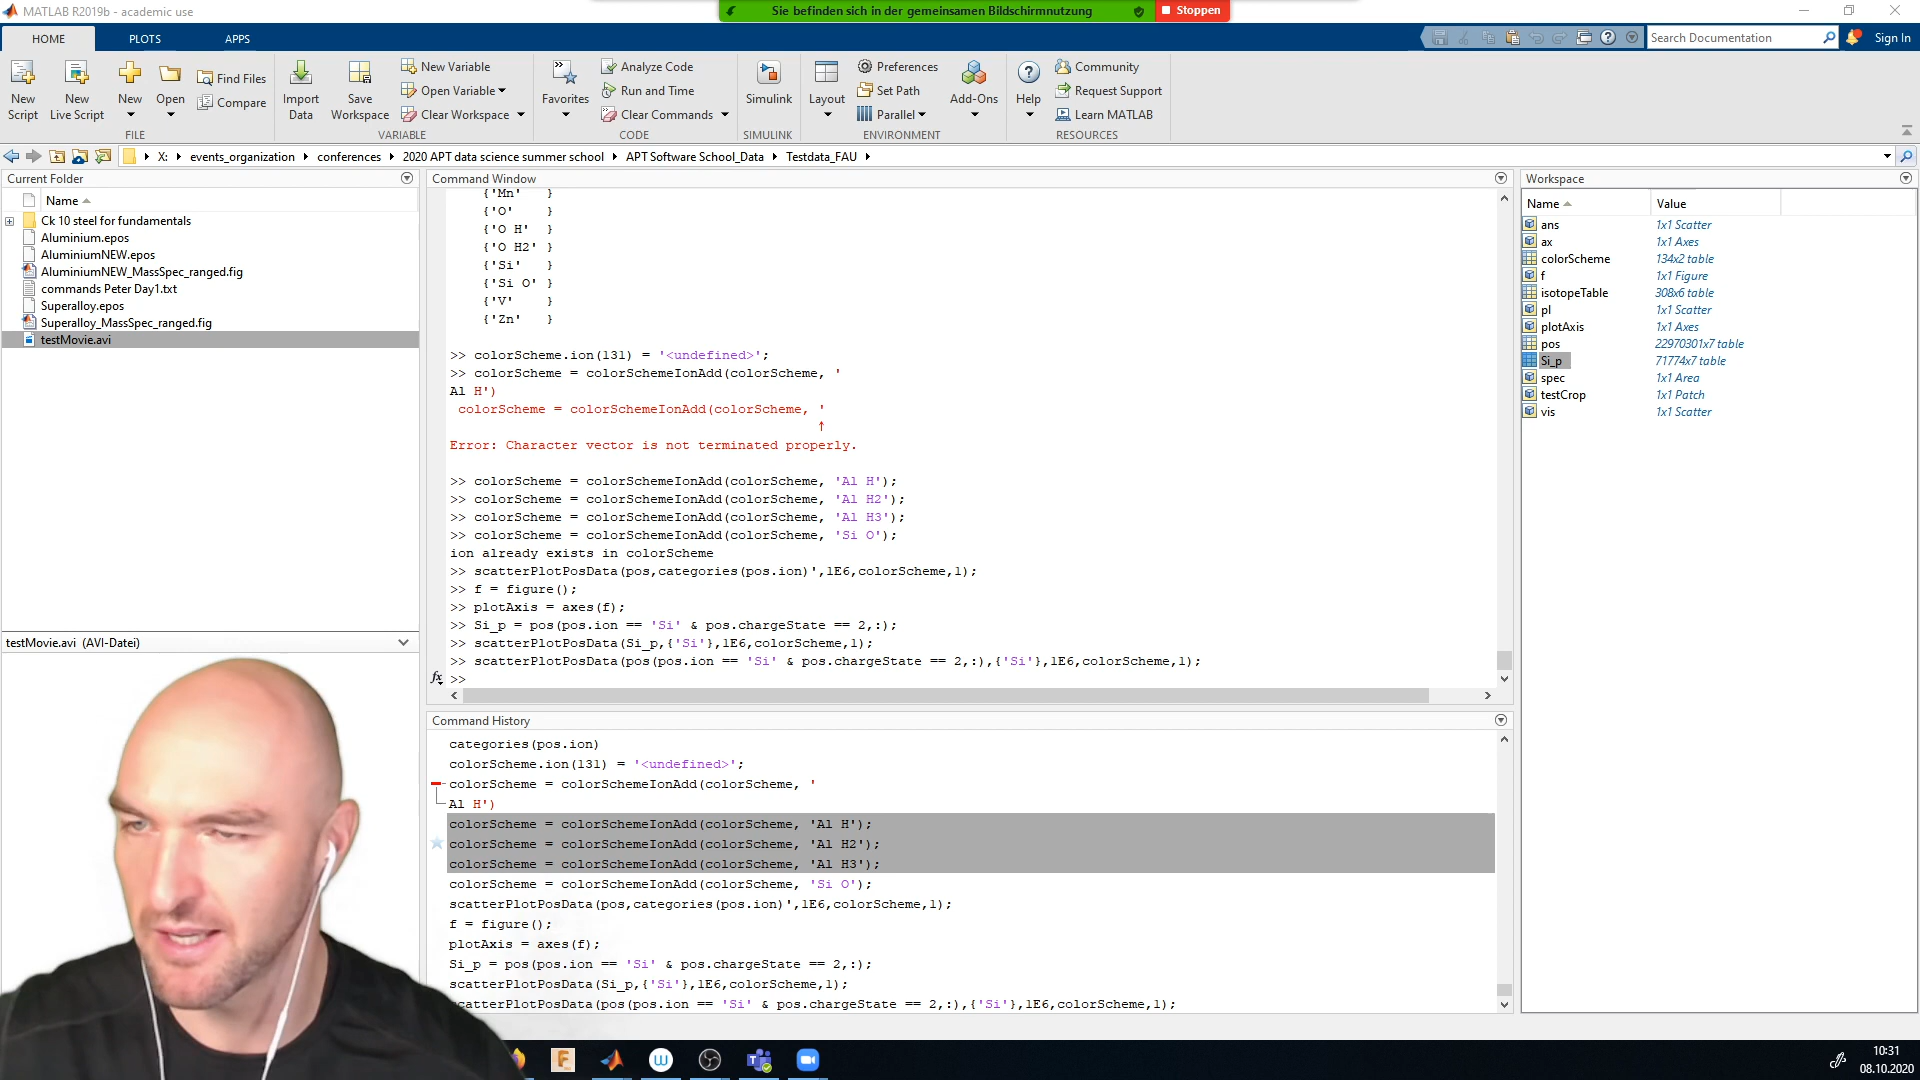 MATLAB R2019b - academic use
Sie befinden sich in der gemeinsamen Bildschirmnutzung
Stoppen
HOME
PLOTS
APPS
Search Documentation
Sign In
New Script
New Live Script
New
Open
Find Files
Compare
Import Data
Save Workspace
New Variable
Open Variable
Clear Workspace
Favorites
Analyze Code
Run and Time
Clear Commands
Simulink
Layout
Preferences
Set Path
Parallel
Add-Ons
Help
Community
Request Support
Learn MATLAB
FILE
VARIABLE
CODE
SIMULINK
ENVIRONMENT
RESOURCES
X: events_organization conferences 2020 APT data science summer school APT Software School_Data Testdata_FAU
Current Folder
Name
Ck 10 steel for fundamentals
Aluminium.epos
AluminiumNEW.epos
AluminiumNEW_MassSpec_ranged.fig
commands Peter Day1.txt
Superalloy.epos
Superalloy_MassSpec_ranged.fig
testMovie.avi
testMovie.avi (AVI-Datei)
Command Window
{'Mn' }
{'O' }
{'O H' }
{'O H2' }
{'Si' }
{'Si O' }
{'V' }
{'Zn' }
>> colorScheme.ion(131) = '<undefined>';
>> colorScheme = colorSchemeIonAdd(colorScheme, '
Al H')
colorScheme = colorSchemeIonAdd(colorScheme, '
↑
Error: Character vector is not terminated properly.
>> colorScheme = colorSchemeIonAdd(colorScheme, 'Al H');
>> colorScheme = colorSchemeIonAdd(colorScheme, 'Al H2');
>> colorScheme = colorSchemeIonAdd(colorScheme, 'Al H3');
>> colorScheme = colorSchemeIonAdd(colorScheme, 'Si O');
ion already exists in colorScheme
>> scatterPlotPosData(pos,categories(pos.ion)',1E6,colorScheme,1);
>> f = figure();
>> plotAxis = axes(f);
>> Si_p = pos(pos.ion == 'Si' & pos.chargeState == 2,:);
>> scatterPlotPosData(Si_p,{'Si'},1E6,colorScheme,1);
>> scatterPlotPosData(pos(pos.ion == 'Si' & pos.chargeState == 2,:),{'Si'},1E6,colorScheme,1);
fx >>
Command History
categories(pos.ion)
colorScheme.ion(131) = '<undefined>';
colorScheme = colorSchemeIonAdd(colorScheme, '
Al H')
colorScheme = colorSchemeIonAdd(colorScheme, 'Al H');
colorScheme = colorSchemeIonAdd(colorScheme, 'Al H2');
colorScheme = colorSchemeIonAdd(colorScheme, 'Al H3');
colorScheme = colorSchemeIonAdd(colorScheme, 'Si O');
scatterPlotPosData(pos,categories(pos.ion)',1E6,colorScheme,1);
f = figure();
plotAxis = axes(f);
Si_p = pos(pos.ion == 'Si' & pos.chargeState == 2,:);
scatterPlotPosData(Si_p,{'Si'},1E6,colorScheme,1);
scatterPlotPosData(pos(pos.ion == 'Si' & pos.chargeState == 2,:),{'Si'},1E6,colorScheme,1);
Workspace
Name Value
ans 1x1 Scatter
ax 1x1 Axes
colorScheme 134x2 table
f 1x1 Figure
isotopeTable 308x6 table
pl 1x1 Scatter
plotAxis 1x1 Axes
pos 22970301x7 table
Si_p 71774x7 table
spec 1x1 Area
testCrop 1x1 Patch
vis 1x1 Scatter
10:31
08.10.2020